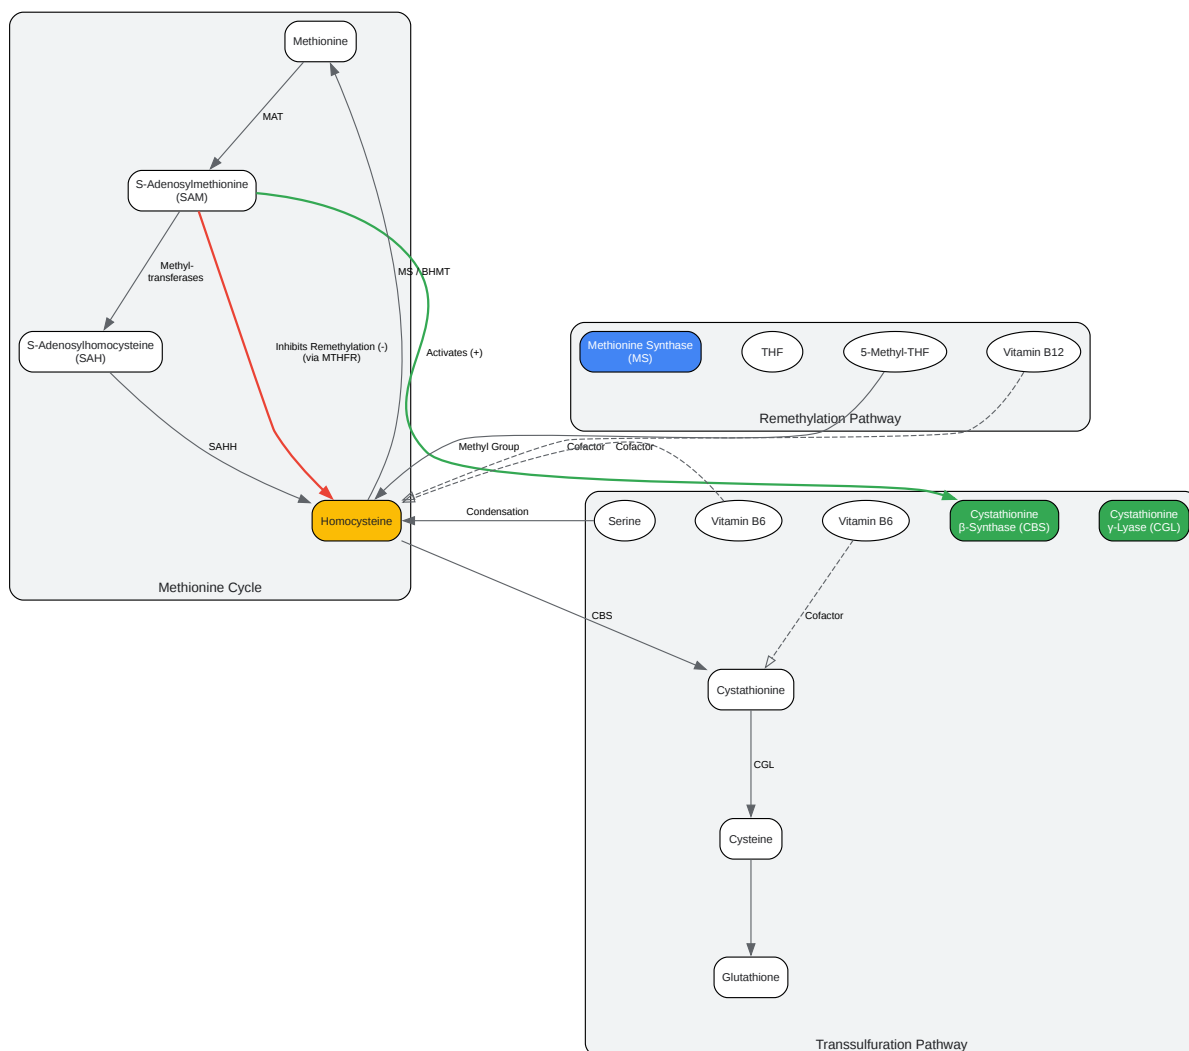 Methionine
MAT
S-Adenosylmethionine
(SAM)
MS / BHMT
Methyl-
transferases
Inhibits Remethylation (-)
(via MTHFR)
Activates (+)
S-Adenosylhomocysteine
(SAH)
Methionine Synthase
(MS)
THF
5-Methyl-THF
Vitamin B12
Remethylation Pathway
SAHH
Methyl Group
Cofactor
Cofactor
Homocysteine
Condensation
Serine
Vitamin B6
Vitamin B6
Cystathionine
β-Synthase (CBS)
Cystathionine
γ-Lyase (CGL)
Methionine Cycle
CBS
Cofactor
Cystathionine
CGL
Cysteine
Glutathione
Transsulfuration Pathway